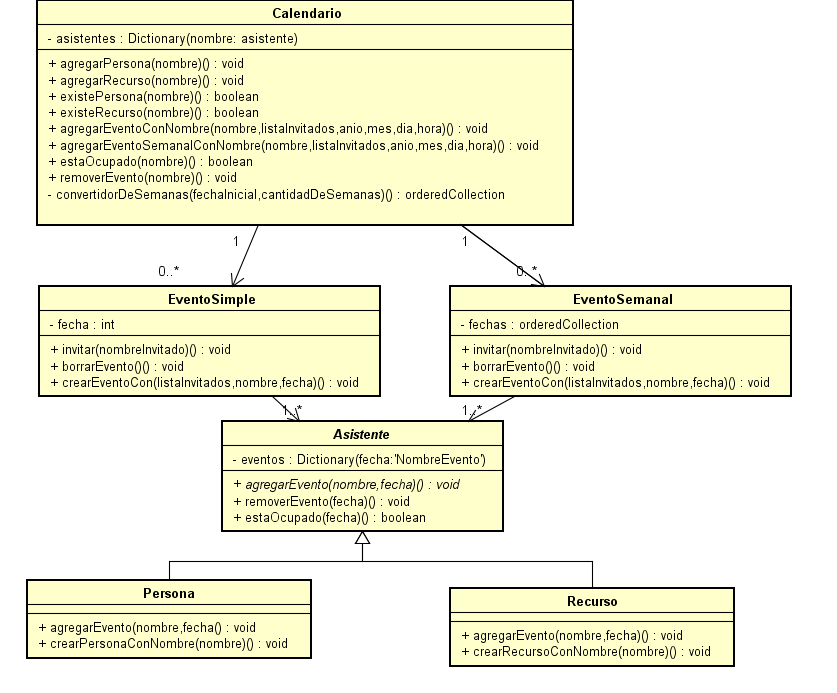 Calendario
- asistentes : Dictionary(nombre: asistente)
+ agregarPersona(nombre)() : void
+ agregarRecurso(nombre)() : void
+ existePersona(nombre)() : boolean
+ existeRecurso(nombre)() : boolean
+ agregarEventoConNombre(nombre,listaInvitados,anio,mes,dia,hora)() : void
+ agregarEventoSemanalConNombre(nombre,listaInvitados,anio,mes,dia,hora)() : void
+ estaOcupado(nombre)() : boolean
+ removerEvento(nombre)() : void
- convertidorDeSemanas(fechaInicial,cantidadDeSemanas)() : orderedCollection
1
1
0..*
0..*
EventoSimple
- fecha : int
+ invitar(nombreInvitado)() : void
+ borrarEvento()() : void
+ crearEventoCon(listaInvitados,nombre,fecha)() : void
EventoSemanal
- fechas : orderedCollection
+ invitar(nombreInvitado)() : void
+ borrarEvento()() : void
+ crearEventoCon(listaInvitados,nombre,fecha)() : void
1..*
1..*
Asistente
- eventos : Dictionary(fecha:'NombreEvento')
+ agregarEvento(nombre,fecha)() : void
+ removerEvento(fecha)() : void
+ estaOcupado(fecha)() : boolean
Persona
+ agregarEvento(nombre,fecha() : void
+ crearPersonaConNombre(nombre)() : void
Recurso
+ agregarEvento(nombre,fecha)() : void
+ crearRecursoConNombre(nombre)() : void